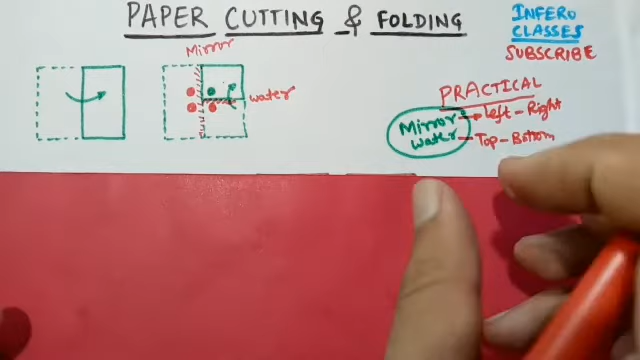 PAPER CUTTING & FOLDING
INFERO
CLASSES
SUBSCRIBE
Mirror
water
PRACTICAL
Mirror → Left - Right
water - Top - Bottom